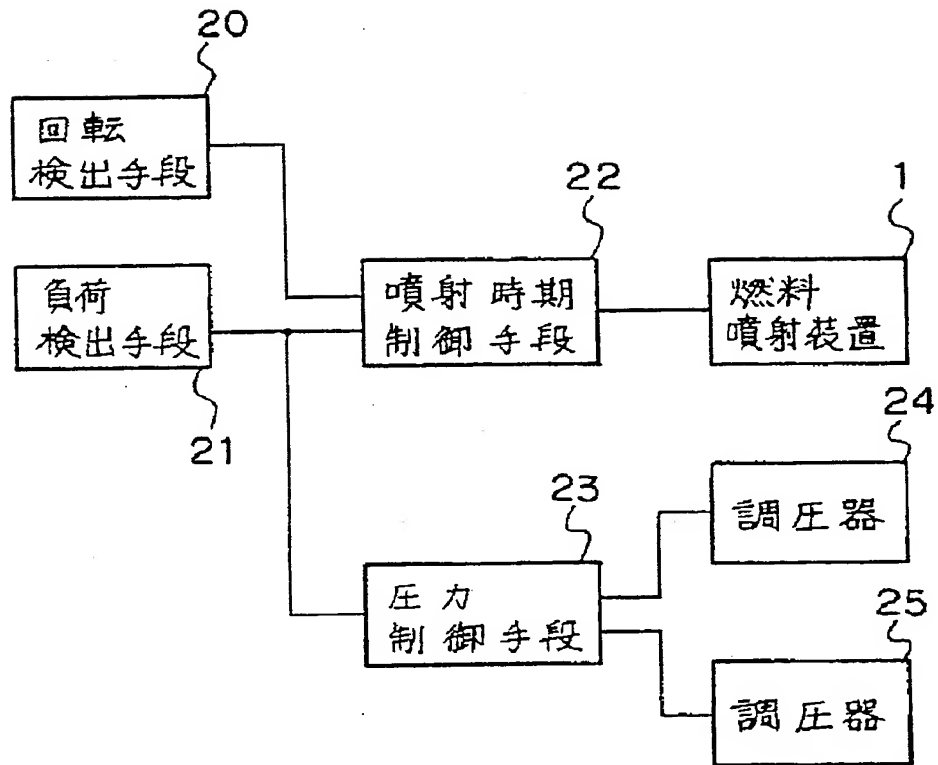 20
回転
検出手段
22
1
負荷
検出手段
噴射時期
制御手段
燃料
噴射装置
21
24
23
調圧器
圧力
制御手段
25
調圧器